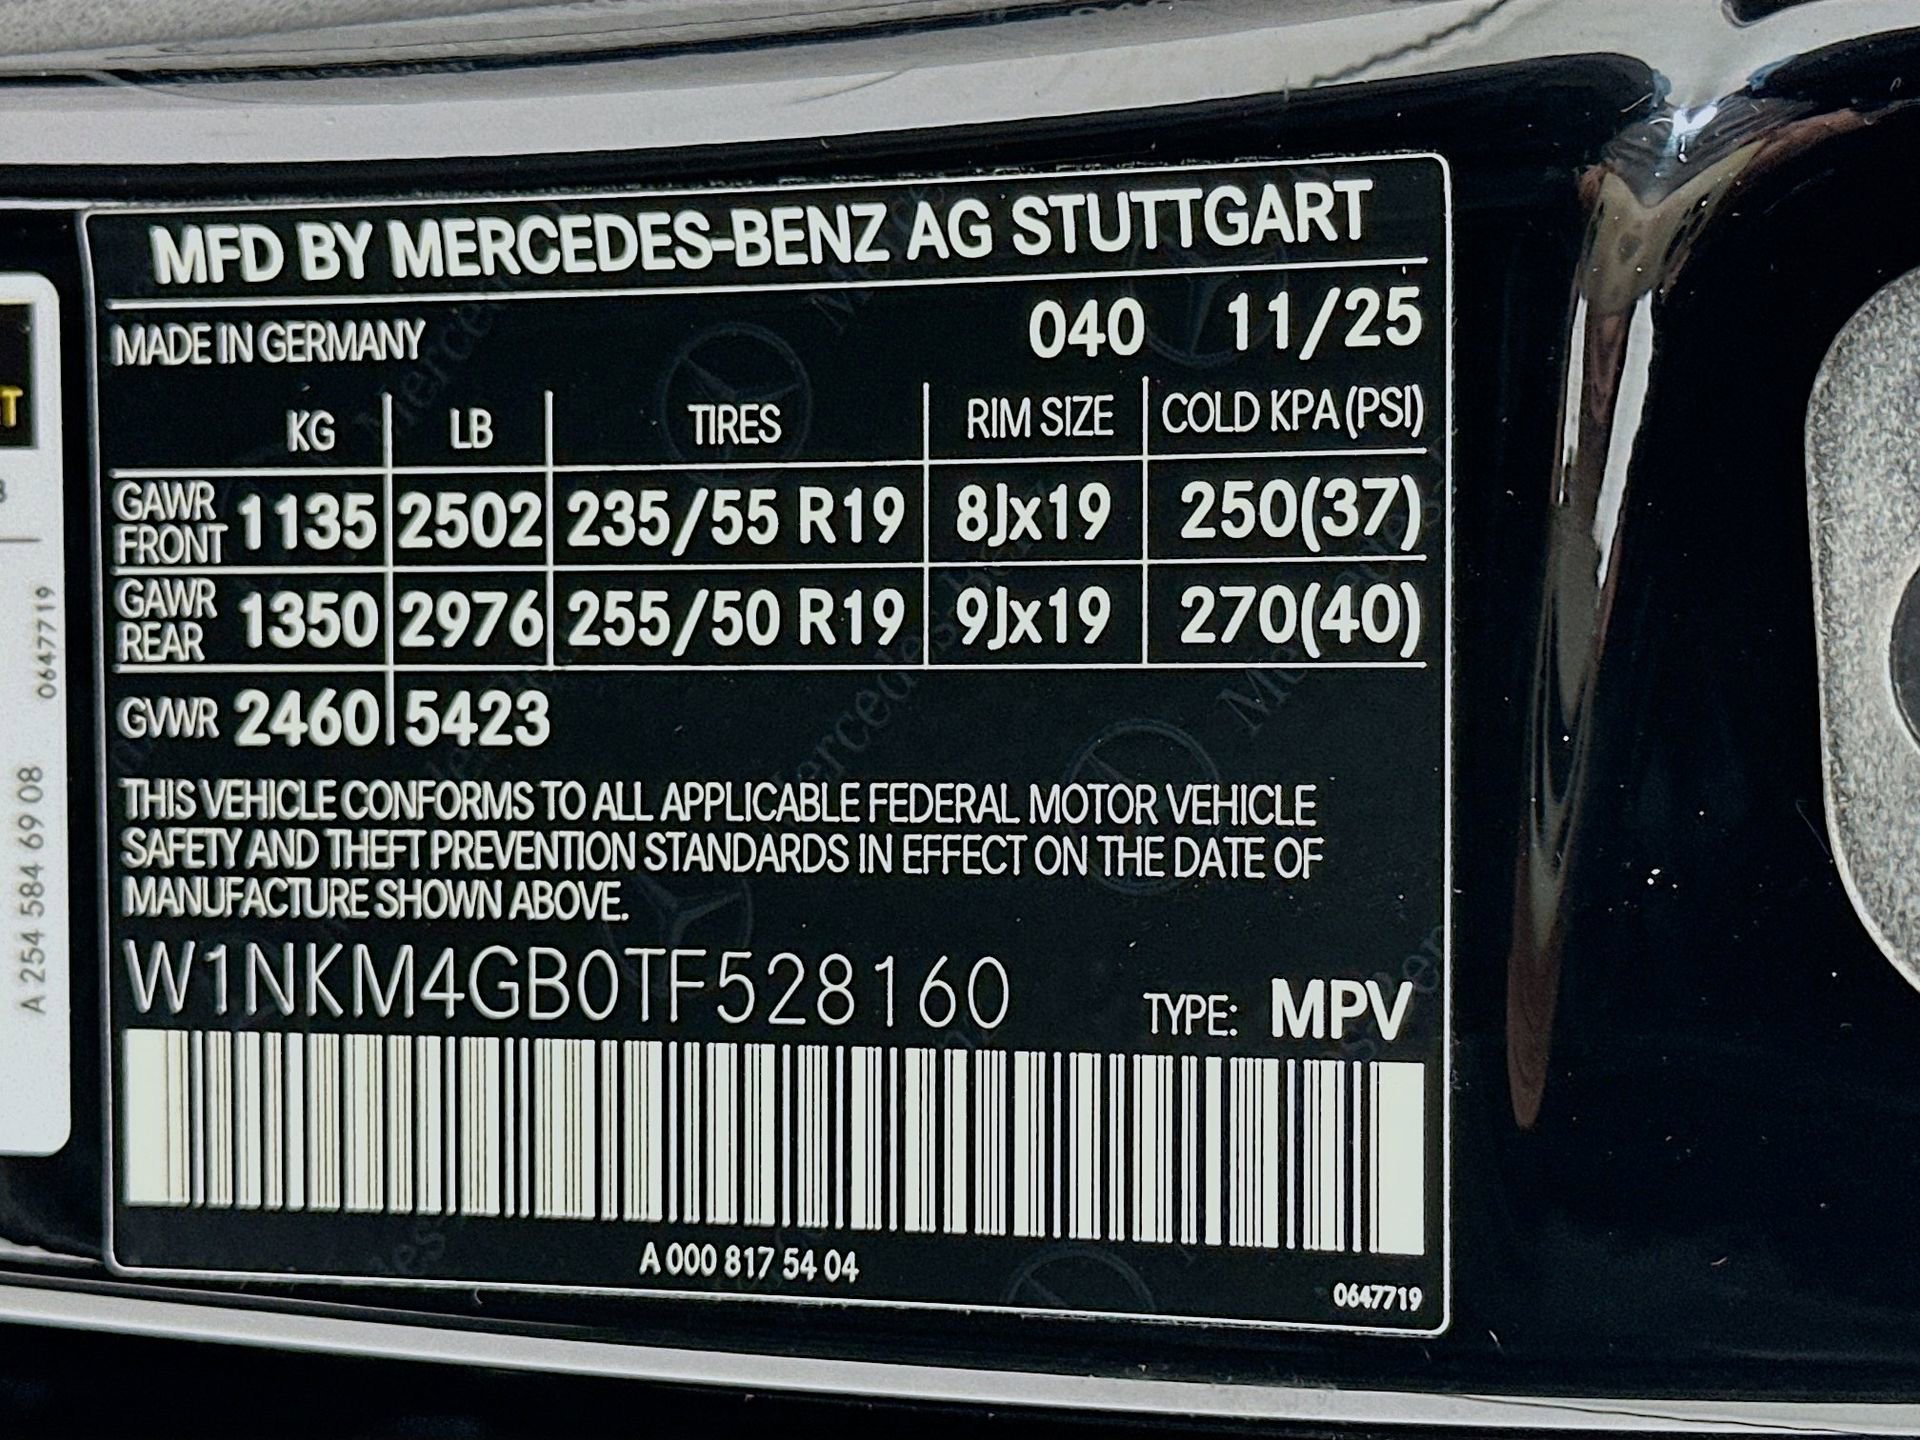 MFD BY MERCEDES-BENZ AG STUTTGART
MADE IN GERMANY 040 11/25
KG LB TIRES RIM SIZE COLD KPA (PSI)
GAWR FRONT 1135 2502 235/55 R19 8Jx19 250(37)
GAWR REAR 1350 2976 255/50 R19 9Jx19 270(40)
GVWR 2460 5423
THIS VEHICLE CONFORMS TO ALL APPLICABLE FEDERAL MOTOR VEHICLE
SAFETY AND THEFT PREVENTION STANDARDS IN EFFECT ON THE DATE OF
MANUFACTURE SHOWN ABOVE.
W1NKM4GB0TF528160 TYPE: MPV
A 000 817 54 04
0647719
A 254 584 69 08 0647719